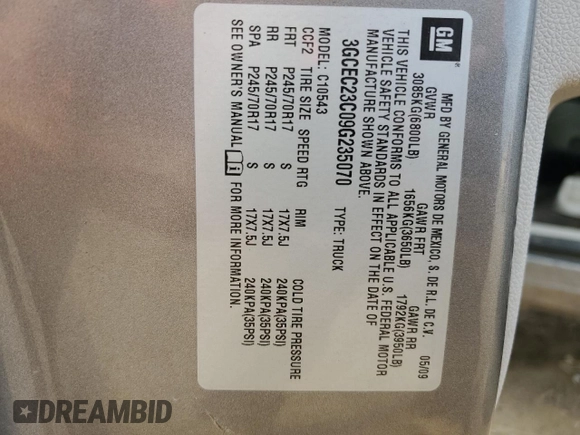 GM
MFD BY GENERAL MOTORS DE MEXICO, S. DE R.L. DE C.V. 05/09
GVWR GAWR FRT GAWR RR
3085KG(6800LB) 1656KG(3650LB) 1792KG(3950LB)
THIS VEHICLE CONFORMS TO ALL APPLICABLE U.S. FEDERAL MOTOR
VEHICLE SAFETY STANDARDS IN EFFECT ON THE DATE OF
MANUFACTURE SHOWN ABOVE.
3GCEC23C09G235070 TYPE: TRUCK
MODEL: C10543
CCF2 TIRE SIZE SPEED RTG RIM COLD TIRE PRESSURE
FRT P245/70R17 S 17X7.5J 240KPA(35PSI)
RR P245/70R17 S 17X7.5J 240KPA(35PSI)
SPA P245/70R17 S 17X7.5J 240KPA(35PSI)
SEE OWNER'S MANUAL FOR MORE INFORMATION.
DREAMBID